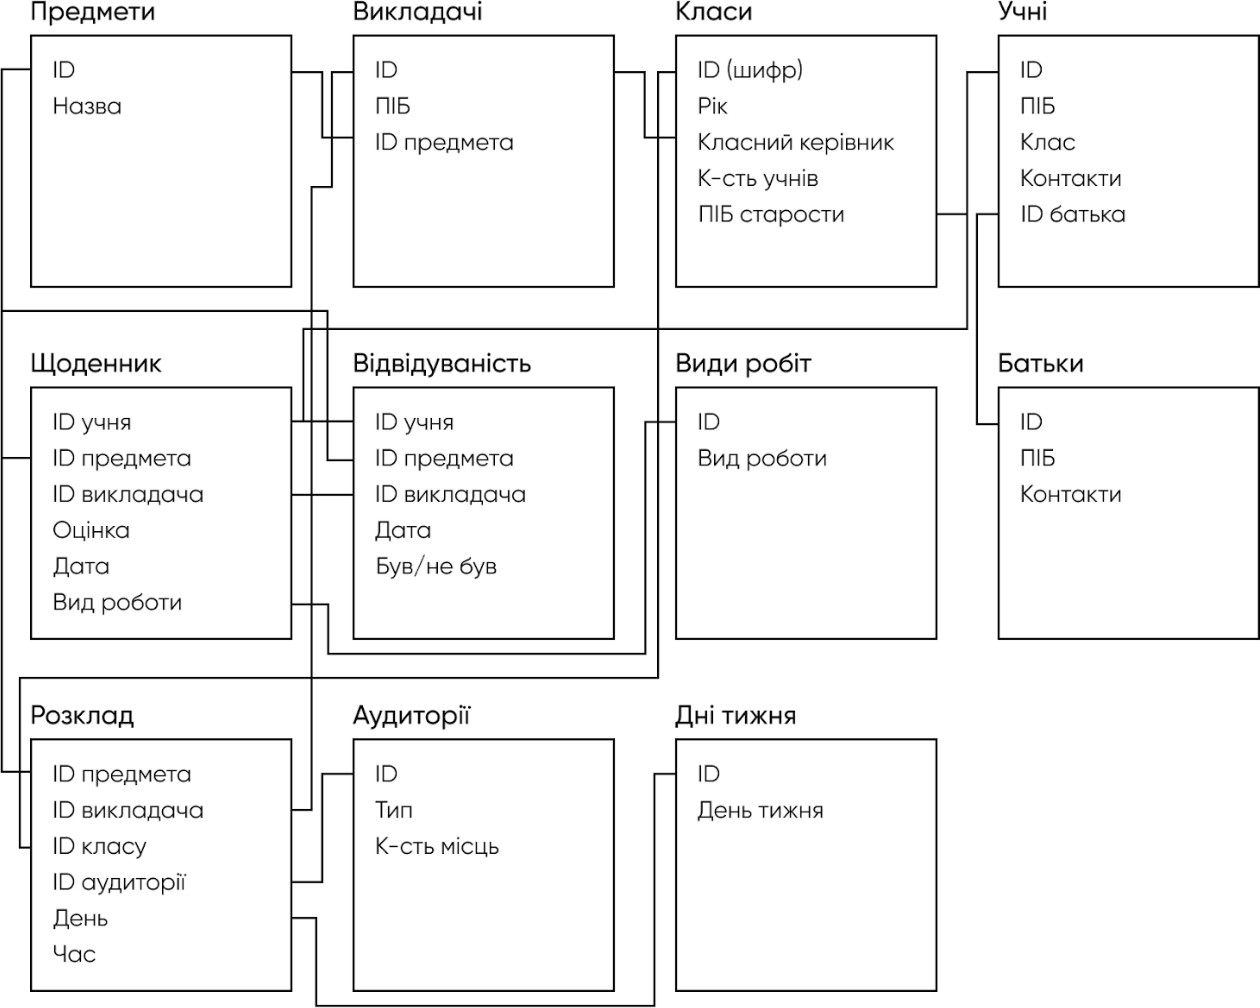 Предмети
ID
Назва
Викладачі
ID
ПІБ
ID предмета
Класи
ID (шифр)
Рік
Класний керівник
К-сть учнів
ПІБ старости
Учні
ID
ПІБ
Клас
Контакти
ID батька
Щоденник
ID учня
ID предмета
ID викладача
Оцінка
Дата
Вид роботи
Відвідуваність
ID учня
ID предмета
ID викладача
Дата
Був/не був
Види робіт
ID
Вид роботи
Батьки
ID
ПІБ
Контакти
Розклад
ID предмета
ID викладача
ID класу
ID аудиторії
День
Час
Аудиторії
ID
Тип
К-сть місць
Дні тижня
ID
День тижня